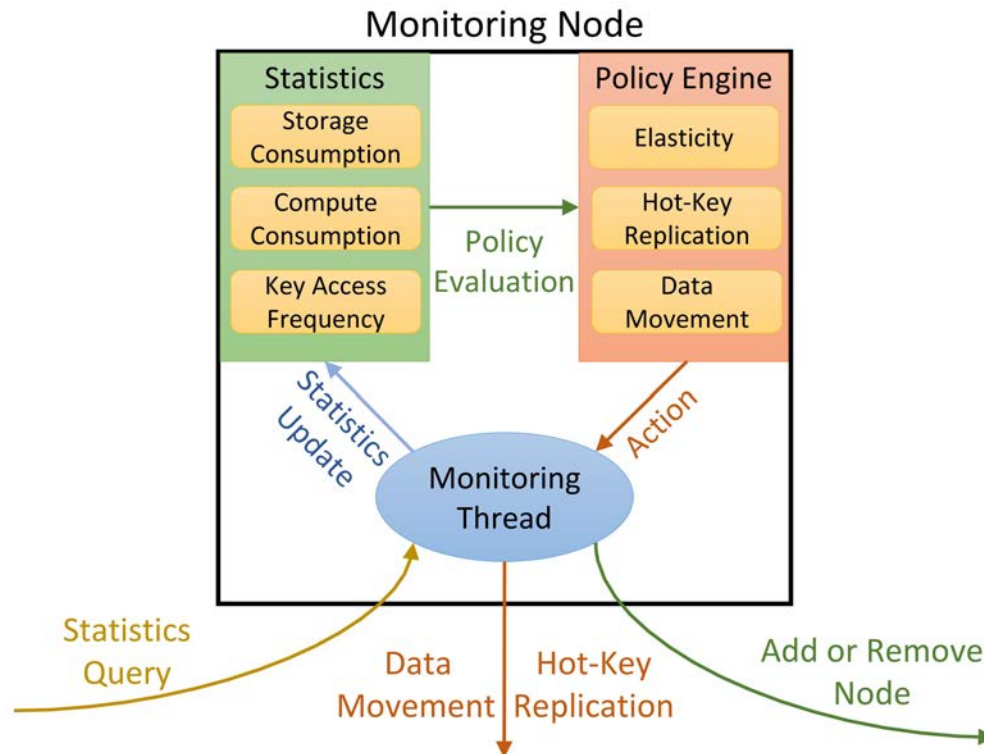 Monitoring Node
Statistics
Storage
Consumption
Compute
Consumption
Key Access
Frequency
Policy
Evaluation
Policy Engine
Elasticity
Hot-Key
Replication
Data
Movement
Statistics
Update
Action
Monitoring
Thread
Statistics
Query
Data
Movement
Hot-Key
Replication
Add or Remove
Node